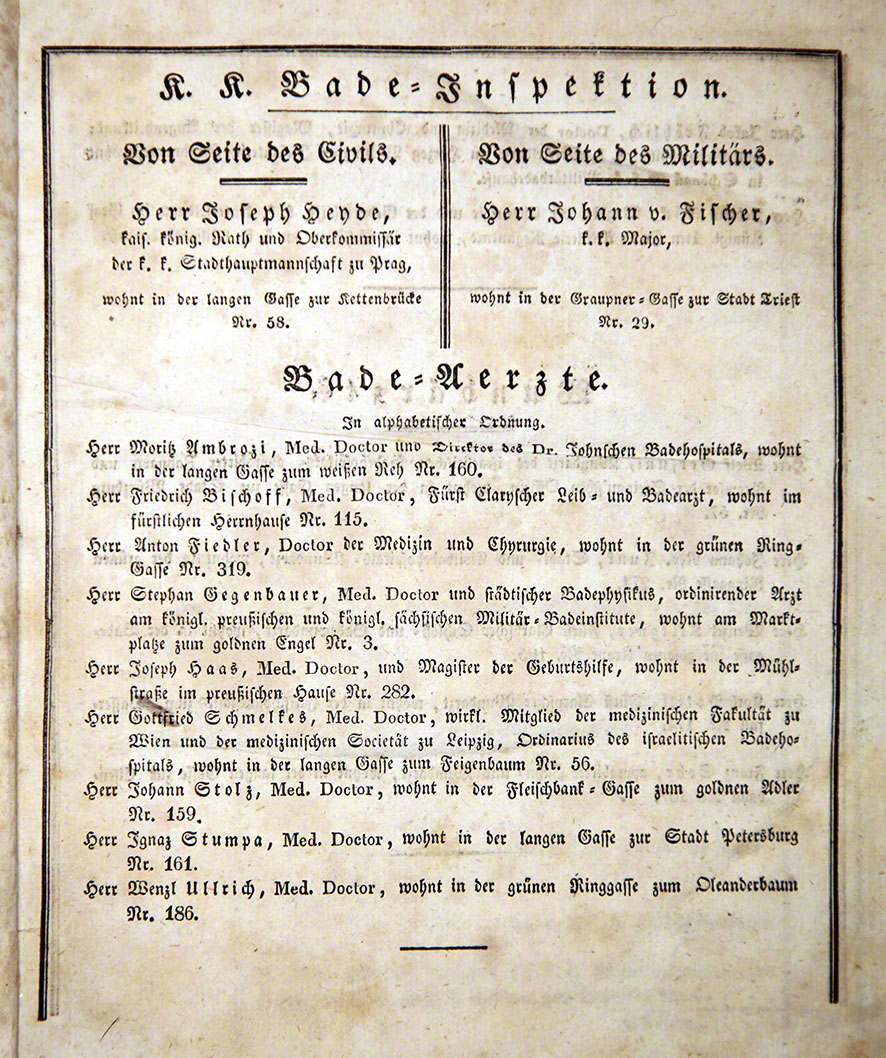 K. K. Bade=Inspektion.
Von Seite des Civils.
Herr Joseph Heyde,
kais. könig. Rath und Oberkommissär
der k. k. Stadthauptmannschaft zu Prag,
wohnt in der langen Gasse zur Kettenbrücke
Nr. 58.
Von Seite des Militärs.
Herr Johann v. Fischer,
k. k. Major,
wohnt in der Graupner=Gasse zur Stadt Triest
Nr. 29.
Bade=Aerzte.
In alphabetischer Ordnung.
Herr Moritz Ambrozi, Med. Doctor und Direktor des Dr. Johnschen Badehospitals, wohnt
in der langen Gasse zum weißen Reh Nr. 160.
Herr Friedrich Bischoff, Med. Doctor, Fürst Claryscher Leib= und Badearzt, wohnt im
fürstlichen Herrnhause Nr. 115.
Herr Anton Fiedler, Doctor der Medizin und Chyrurgie, wohnt in der grünen Ring=
Gasse Nr. 319.
Herr Stephan Gegenbauer, Med. Doctor und städtischer Badephysikus, ordinirender Arzt
am königl. preußischen und königl. sächsischen Militär=Badeinstitute, wohnt am Markt=
platze zum goldnen Engel Nr. 3.
Herr Joseph Haas, Med. Doctor, und Magister der Geburtshilfe, wohnt in der Mühl=
straße im preußischen Hause Nr. 282.
Herr Gottfried Schmelkes, Med. Doctor, wirkl. Mitglied der medizinischen Fakultät zu
Wien und der medizinischen Societät zu Leipzig, Ordinarius des israelitischen Badeho=
spitals, wohnt in der langen Gasse zum Feigenbaum Nr. 56.
Herr Johann Stolz, Med. Doctor, wohnt in der Fleischbank=Gasse zum goldnen Adler
Nr. 159.
Herr Ignaz Stumpa, Med. Doctor, wohnt in der langen Gasse zur Stadt Petersburg
Nr. 161.
Herr Wenzl Ullrich, Med. Doctor, wohnt in der grünen Ringgasse zum Oleanderbaum
Nr. 186.